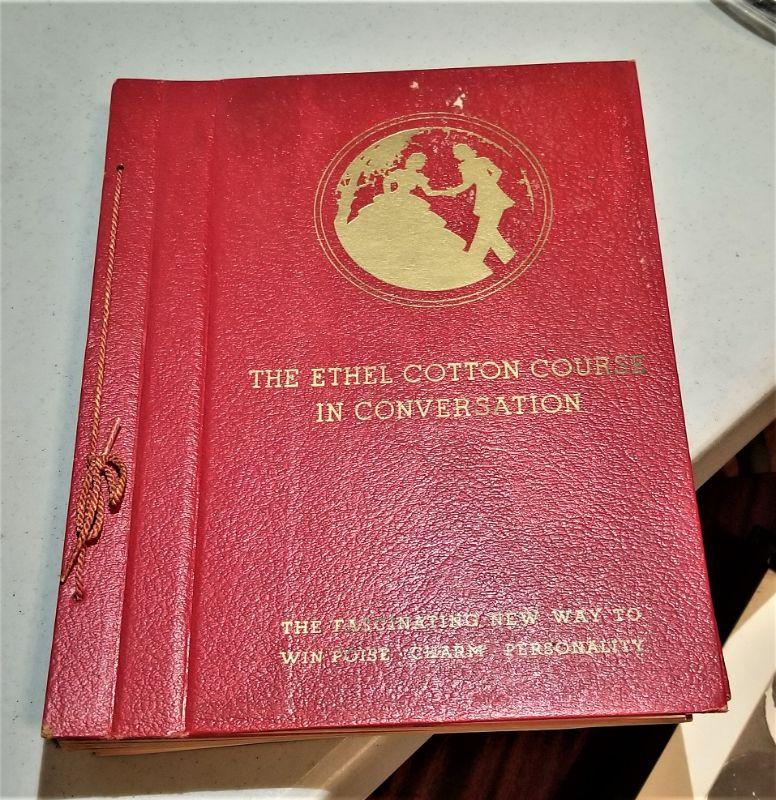 THE ETHEL COTTON COURSE
IN CONVERSATION
THE FASCINATING NEW WAY TO
WIN POISE CHARM PERSONALITY